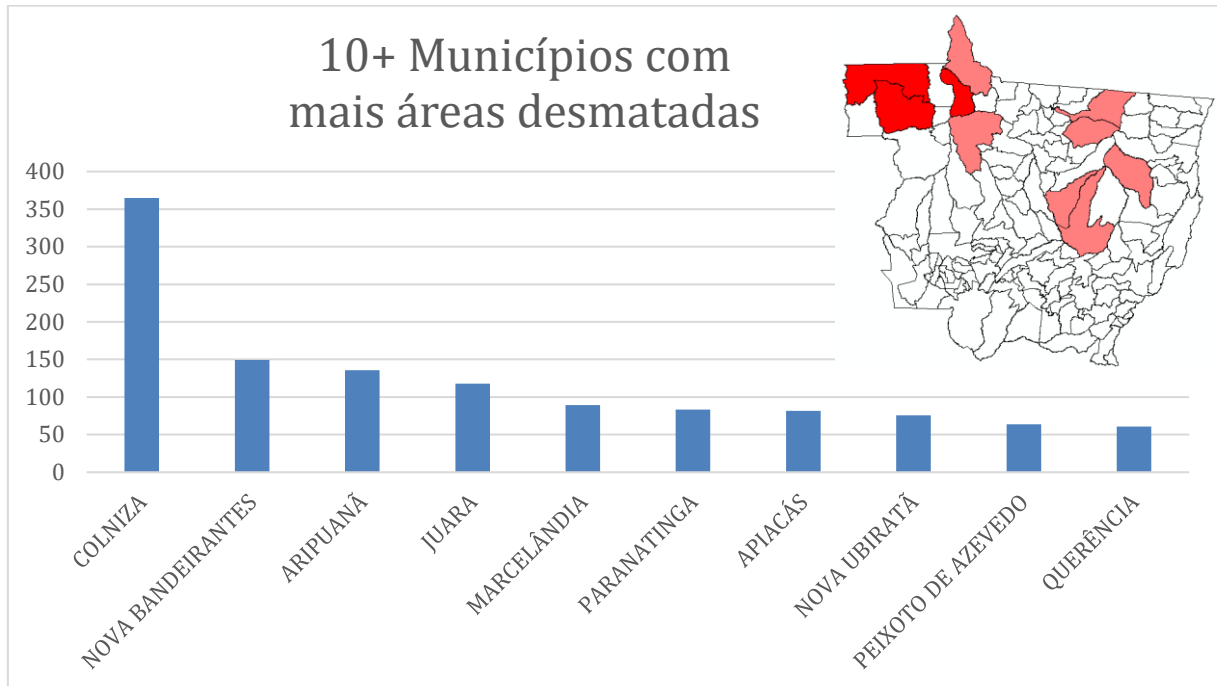 10+ Municípios com
mais áreas desmatadas
400
350
300
250
200
150
100
50
0
COLNIZA
NOVA BANDEIRANTES
ARIPUANÃ
JUARA
MARCELÂNDIA
PARANATINGA
APIACÁS
NOVA UBIRATÃ
PEIXOTO DE AZEVEDO
QUERÊNCIA